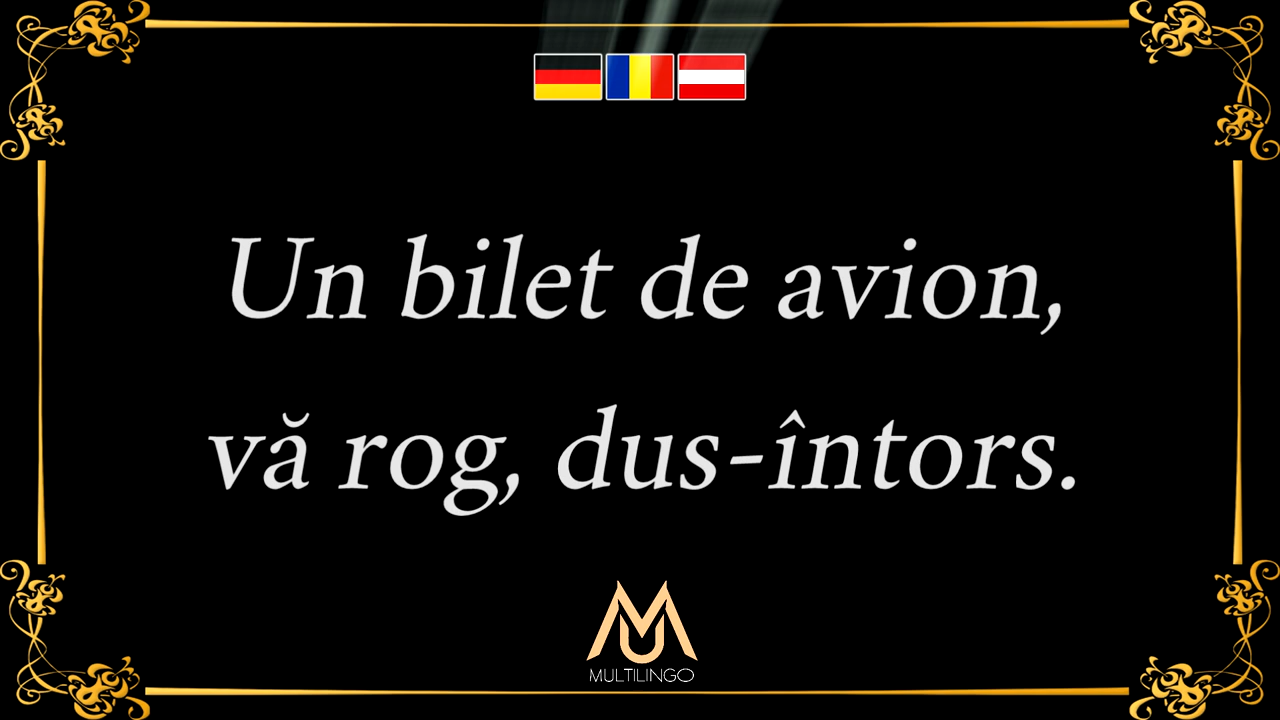 Un bilet de avion,
vă rog, dus-întors.
MULTILINGO